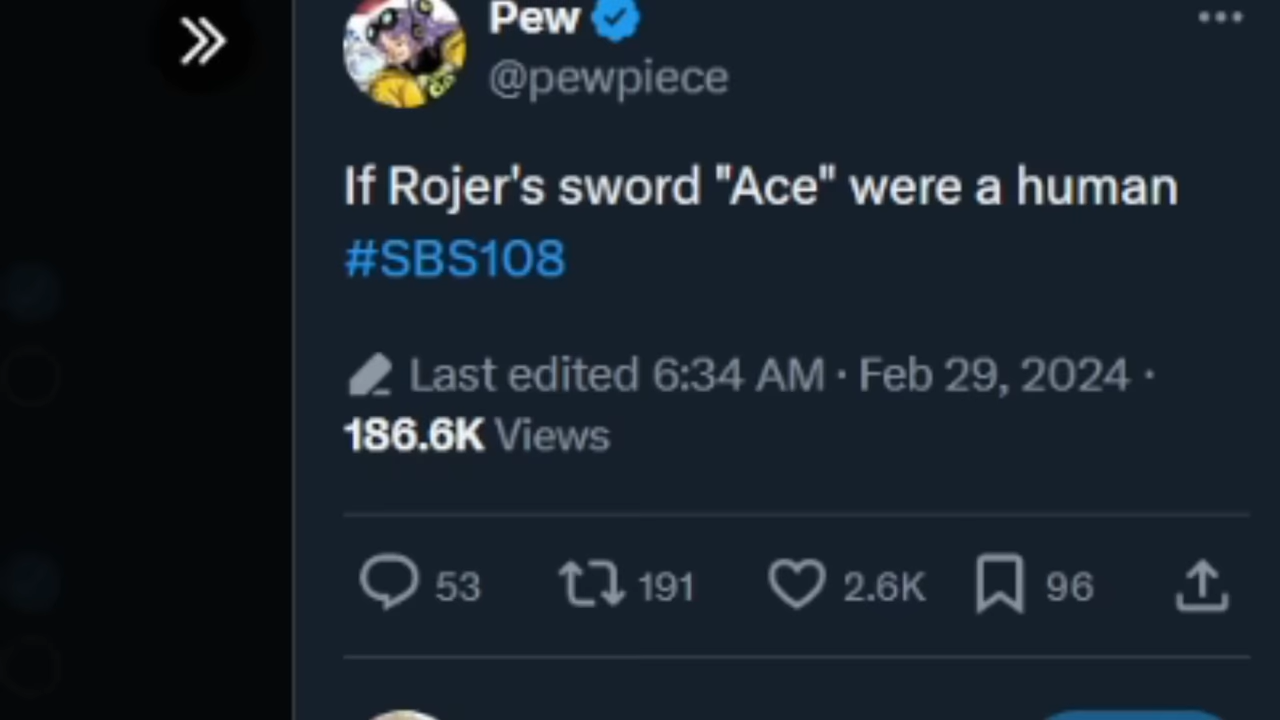 Pew
@pewpiece
If Rojer's sword "Ace" were a human
#SBS108
Last edited 6:34 AM · Feb 29, 2024 ·
186.6K Views
53 191 2.6K 96